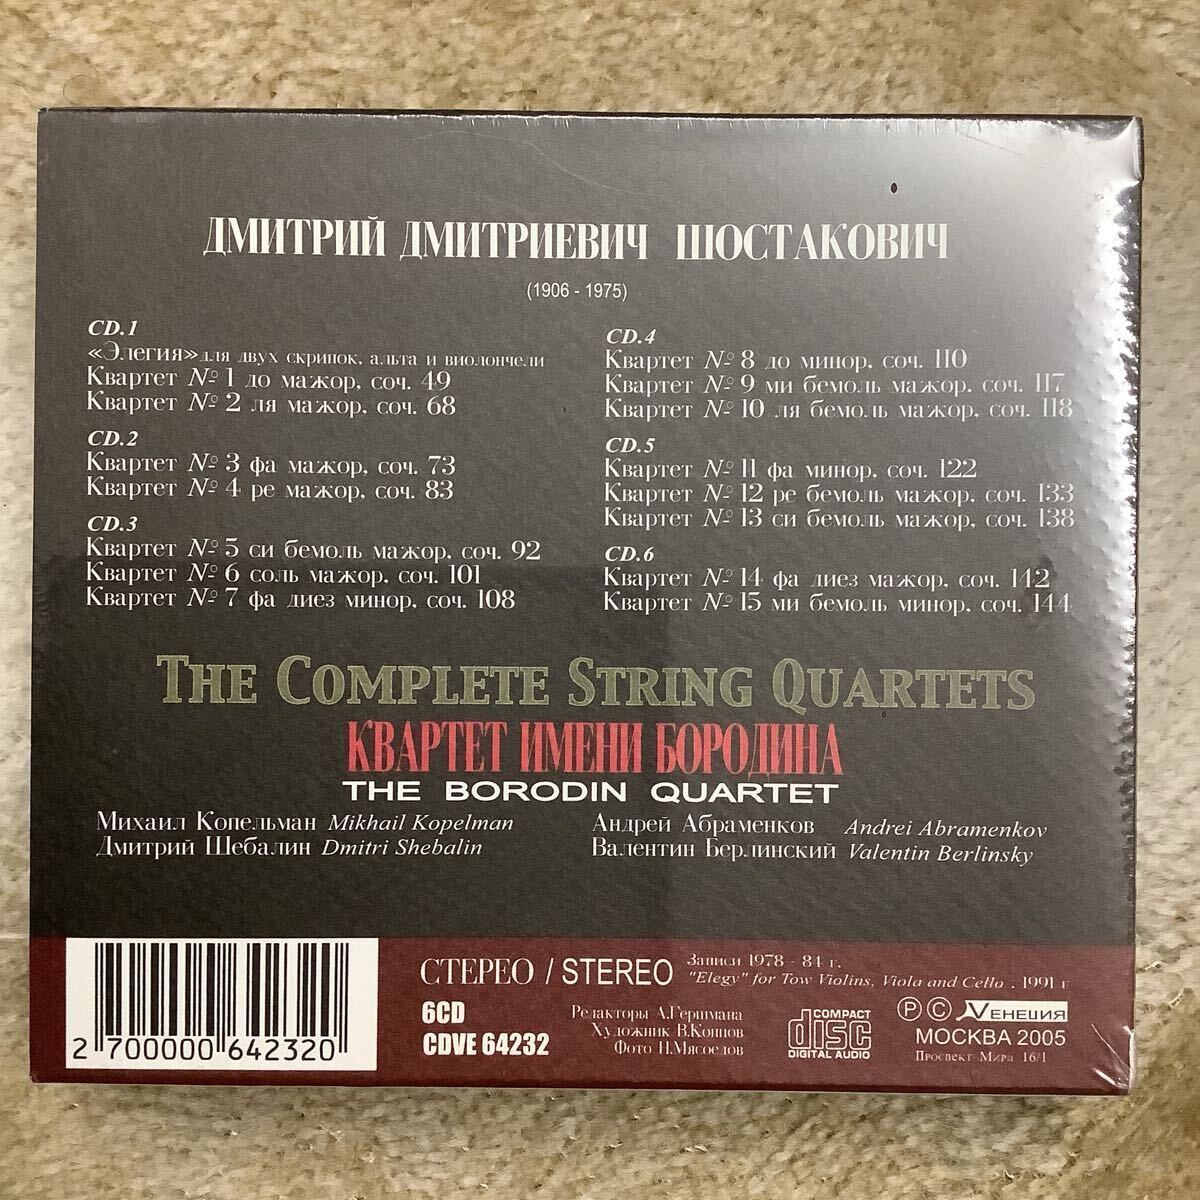 ДМИТРИЙ ДМИТРИЕВИЧ ШОСТАКОВИЧ
(1906 - 1975)
CD.1
«Элегия» для двух скрипок, альта и виолончели
Квартет № 1 до мажор, соч. 49
Квартет № 2 ля мажор, соч. 68
CD.2
Квартет № 3 фа мажор, соч. 73
Квартет № 4 ре мажор, соч. 83
CD.3
Квартет № 5 си бемоль мажор, соч. 92
Квартет № 6 соль мажор, соч. 101
Квартет № 7 фа диез минор, соч. 108
CD.4
Квартет № 8 до минор, соч. 110
Квартет № 9 ми бемоль мажор, соч. 117
Квартет № 10 ля бемоль мажор, соч. 118
CD.5
Квартет № 11 фа минор, соч. 122
Квартет № 12 ре бемоль мажор, соч. 133
Квартет № 13 си бемоль мажор, соч. 138
CD.6
Квартет № 14 фа диез мажор, соч. 142
Квартет № 15 ми бемоль минор, соч. 144
THE COMPLETE STRING QUARTETS
КВАРТЕТ ИМЕНИ БОРОДИНА
THE BORODIN QUARTET
Михаил Копельман Mikhail Kopelman
Дмитрий Шебалин Dmitri Shebalin
Андрей Абраменков Andrei Abramenkov
Валентин Берлинский Valentin Berlinsky
2 700000 642320
СТЕРЕО / STEREO
Записи 1978 - 84 г.
"Elegy" for Tow Violins, Viola and Cello . 1991 г
6CD
CDVE 64232
Редакторы А.Гершмана
Художник В.Копцов
Фото Н.Мясоедов
COMPACT
disc
DIGITAL AUDIO
Ⓟ Ⓒ VЕНЕЦИЯ
МОСКВА 2005
Проспект Мира 16/1